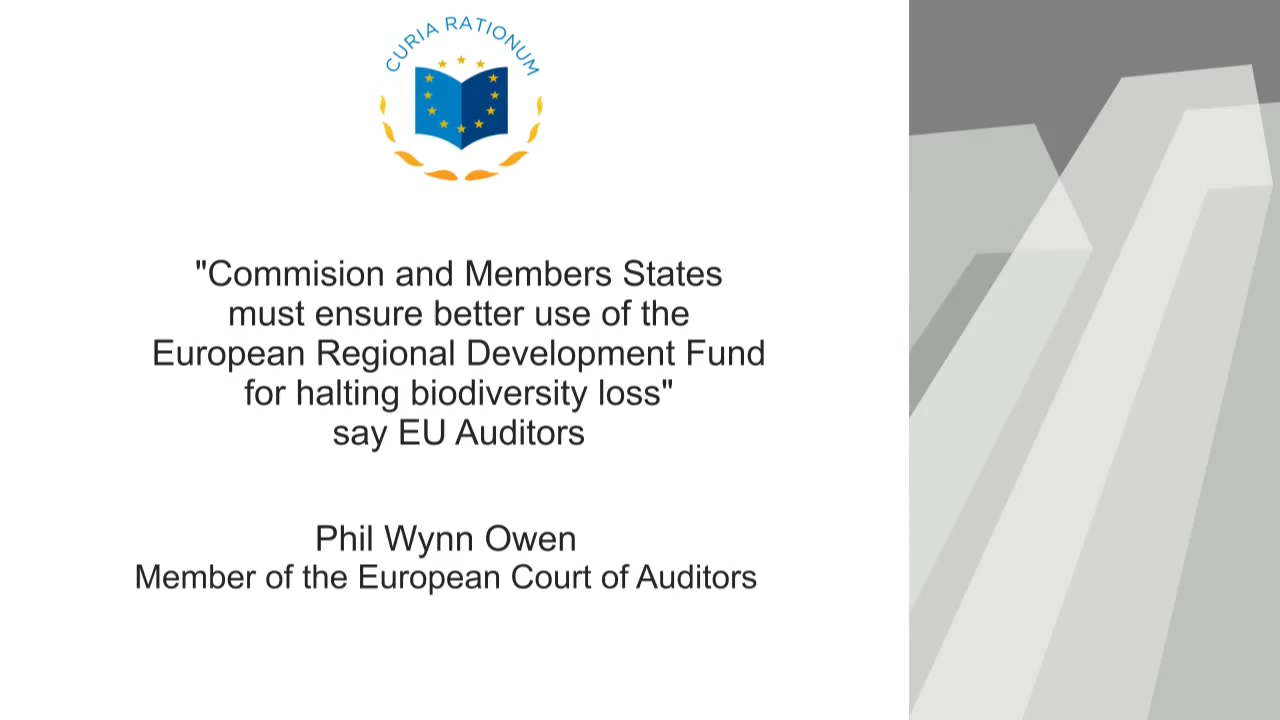 CURIA RATIONUM
"Commision and Members States
must ensure better use of the
European Regional Development Fund
for halting biodiversity loss"
say EU Auditors
Phil Wynn Owen
Member of the European Court of Auditors